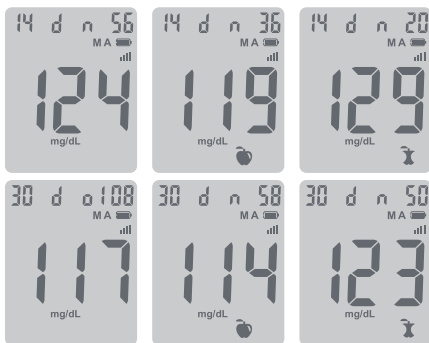 14 d n 56
MA
124
mg/dL
14 d n 36
MA
119
mg/dL
14 d n 20
MA
129
mg/dL
30 d o108
MA
117
mg/dL
30 d n 58
MA
114
mg/dL
30 d n 50
MA
123
mg/dL